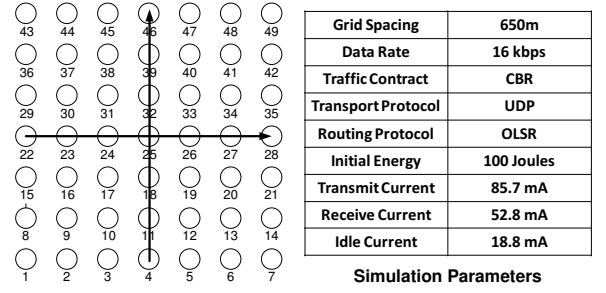 43 44 45 46 47 48 49
36 37 38 39 40 41 42
29 30 31 32 33 34 35
22 23 24 25 26 27 28
15 16 17 18 19 20 21
8 9 10 11 12 13 14
1 2 3 4 5 6 7
Grid Spacing 650m
Data Rate 16 kbps
Traffic Contract CBR
Transport Protocol UDP
Routing Protocol OLSR
Initial Energy 100 Joules
Transmit Current 85.7 mA
Receive Current 52.8 mA
Idle Current 18.8 mA
Simulation Parameters